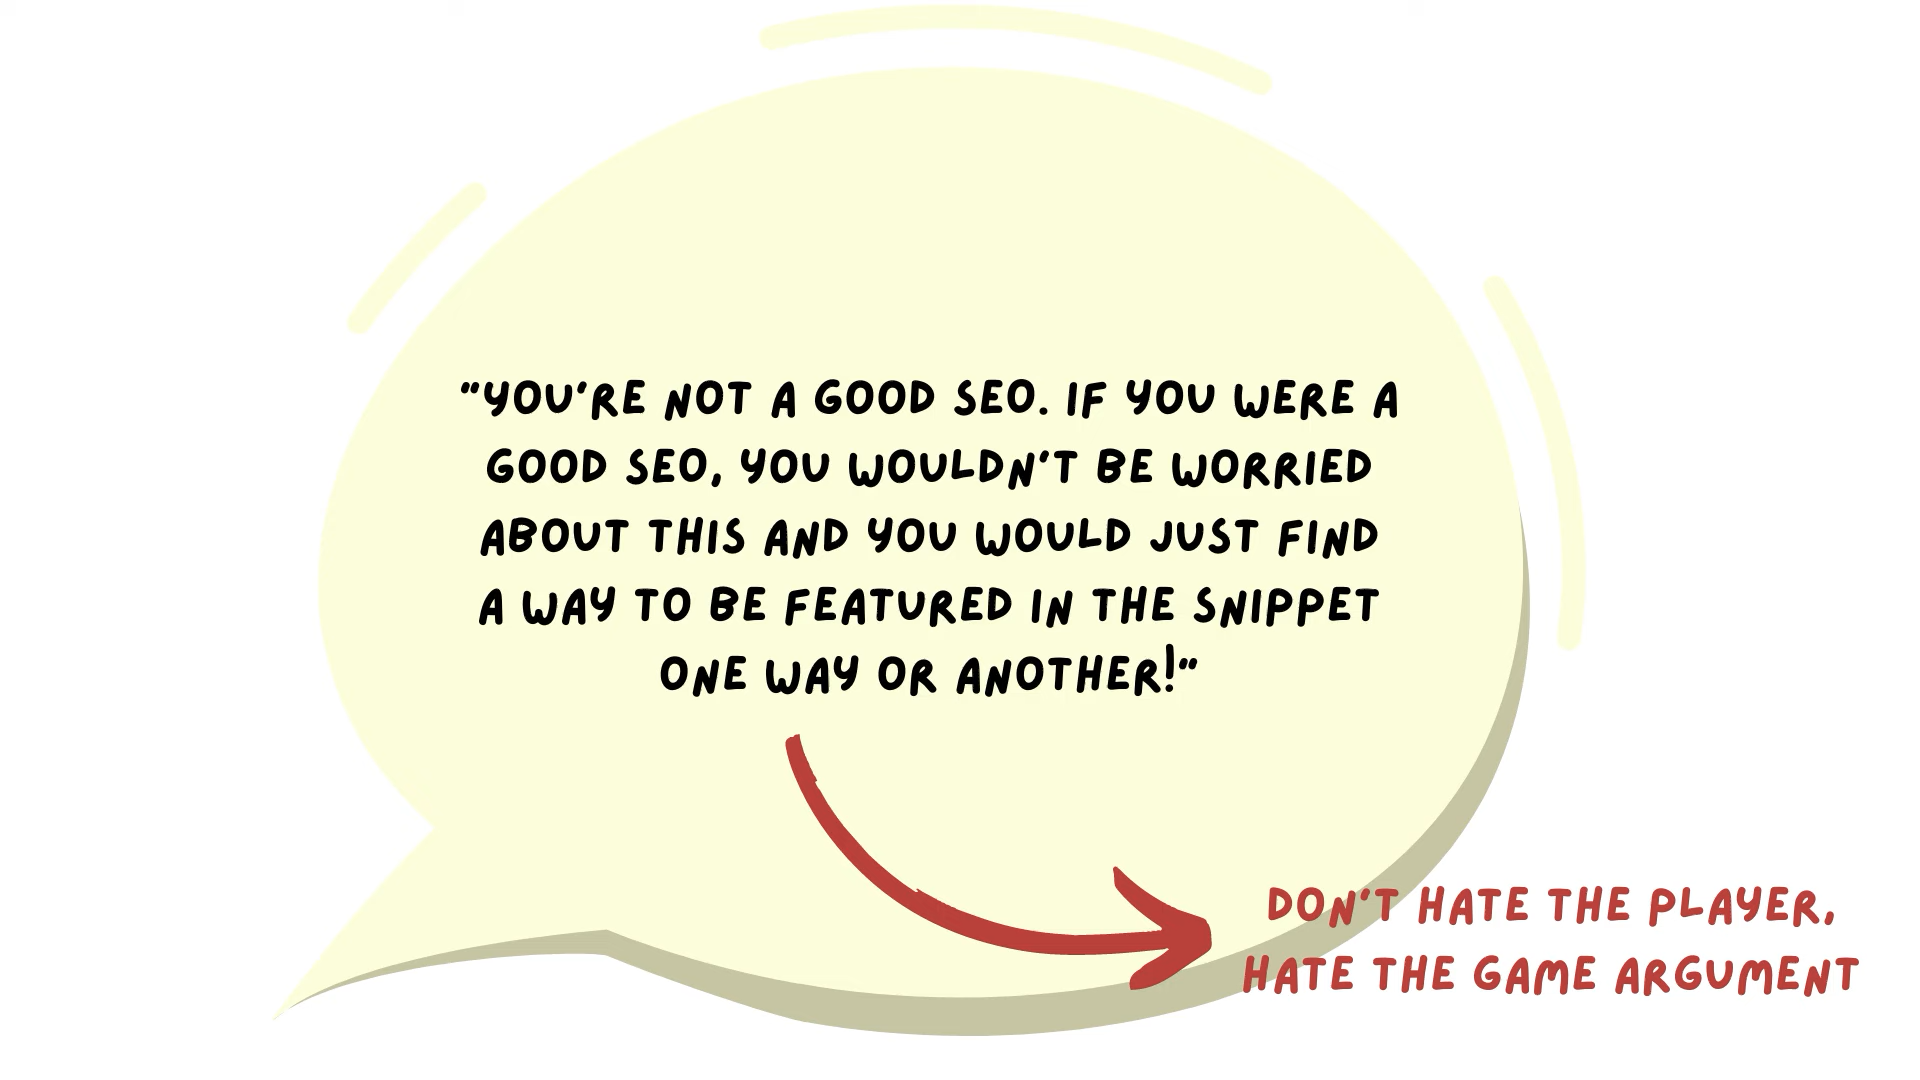 "YOU'RE NOT A GOOD SEO. IF YOU WERE A
GOOD SEO, YOU WOULDN'T BE WORRIED
ABOUT THIS AND YOU WOULD JUST FIND
A WAY TO BE FEATURED IN THE SNIPPET
ONE WAY OR ANOTHER!"
DON'T HATE THE PLAYER,
HATE THE GAME ARGUMENT